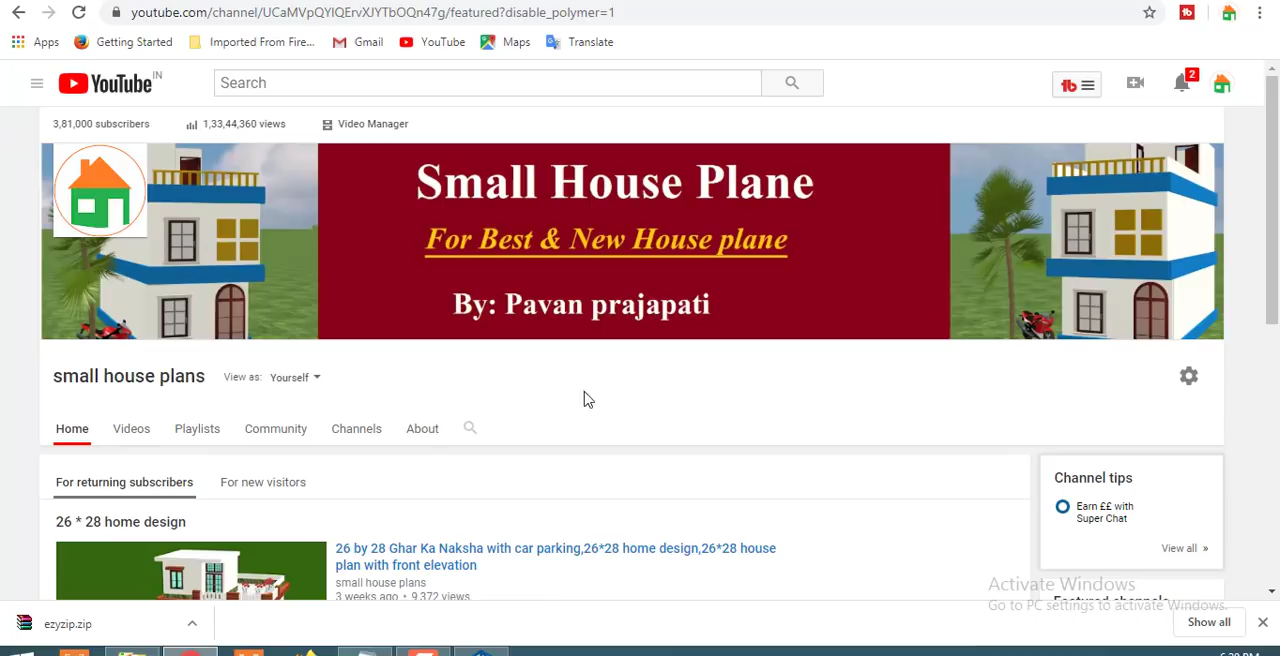 youtube.com/channel/UCaMVpQYlQErvXJYTbOQn47g/featured?disable_polymer=1
Apps Getting Started Imported From Fire... Gmail YouTube Maps Translate
YouTube IN Search 2
3,81,000 subscribers 1,33,44,360 views Video Manager
Small House Plane
For Best & New House plane
By: Pavan prajapati
small house plans View as: Yourself
Home Videos Playlists Community Channels About
For returning subscribers For new visitors
Channel tips
Earn ££ with
Super Chat
View all »
26 * 28 home design
26 by 28 Ghar Ka Naksha with car parking,26*28 home design,26*28 house
plan with front elevation
small house plans
3 weeks ago • 9,372 views
Featured channels
Activate Windows
Go to PC settings to activate Windows.
ezyzip.zip Show all